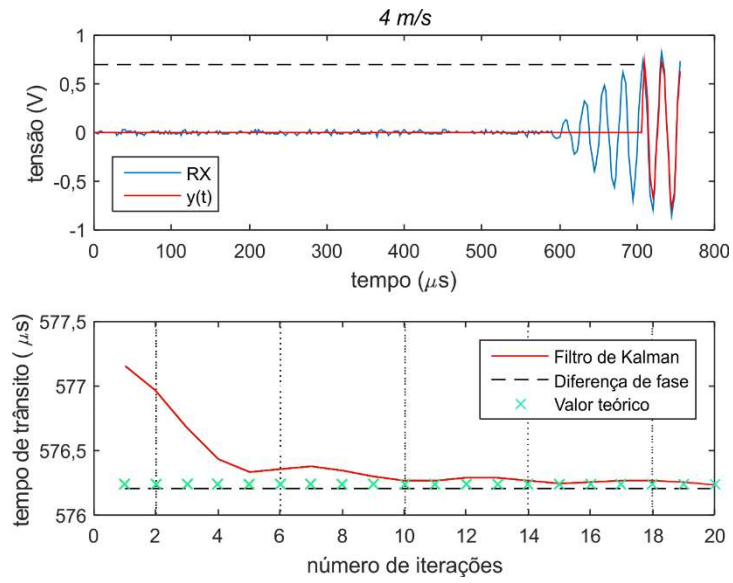 4 m/s
tensão (V)
1
0,5
0
-0,5
-1
RX
y(t)
0 100 200 300 400 500 600 700 800
tempo (μs)
tempo de trânsito ( μs)
577,5
577
576,5
576
Filtro de Kalman
Diferença de fase
Valor teórico
0 2 4 6 8 10 12 14 16 18 20
número de iterações